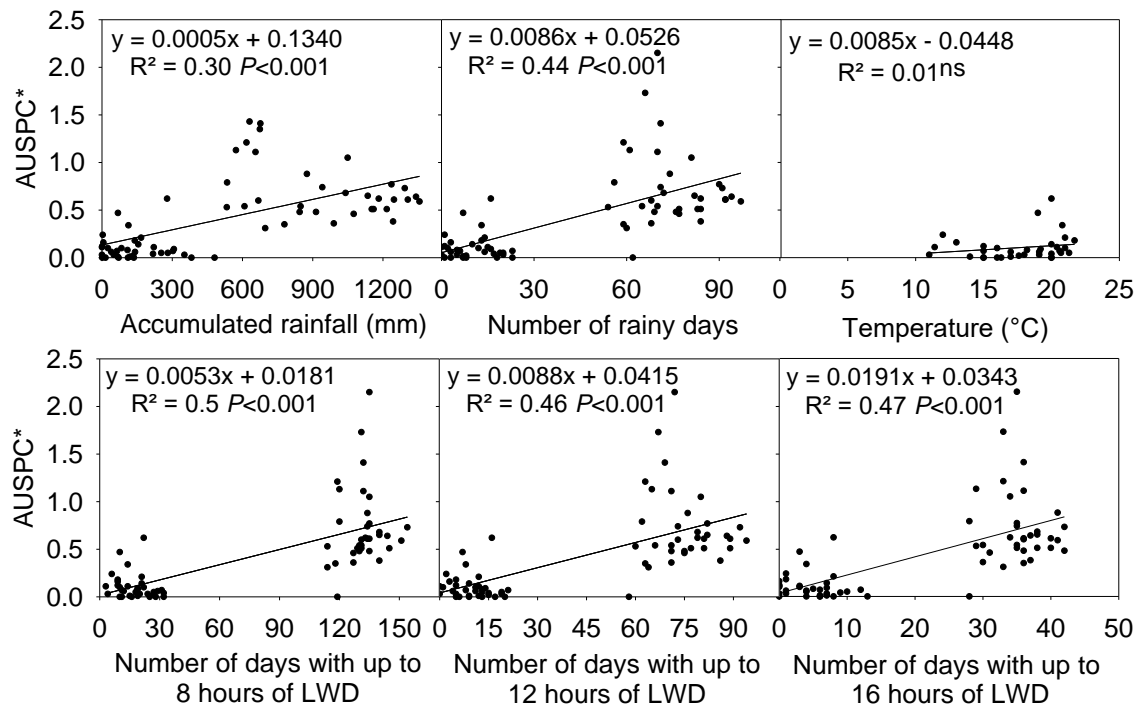 y = 0.0005x + 0.1340
R² = 0.30 P<0.001
y = 0.0086x + 0.0526
R² = 0.44 P<0.001
y = 0.0085x - 0.0448
R² = 0.01ns
AUSPC*
2.5
2.0
1.5
1.0
0.5
0.0
0 300 600 900 1200
0 30 60 90
0 5 10 15 20 25
Accumulated rainfall (mm)
Number of rainy days
Temperature (°C)
y = 0.0053x + 0.0181
R² = 0.5 P<0.001
y = 0.0088x + 0.0415
R² = 0.46 P<0.001
y = 0.0191x + 0.0343
R² = 0.47 P<0.001
AUSPC*
2.5
2.0
1.5
1.0
0.5
0.0
0 30 60 90 120 150
0 15 30 45 60 75 90
0 10 20 30 40 50
Number of days with up to
8 hours of LWD
Number of days with up to
12 hours of LWD
Number of days with up to
16 hours of LWD